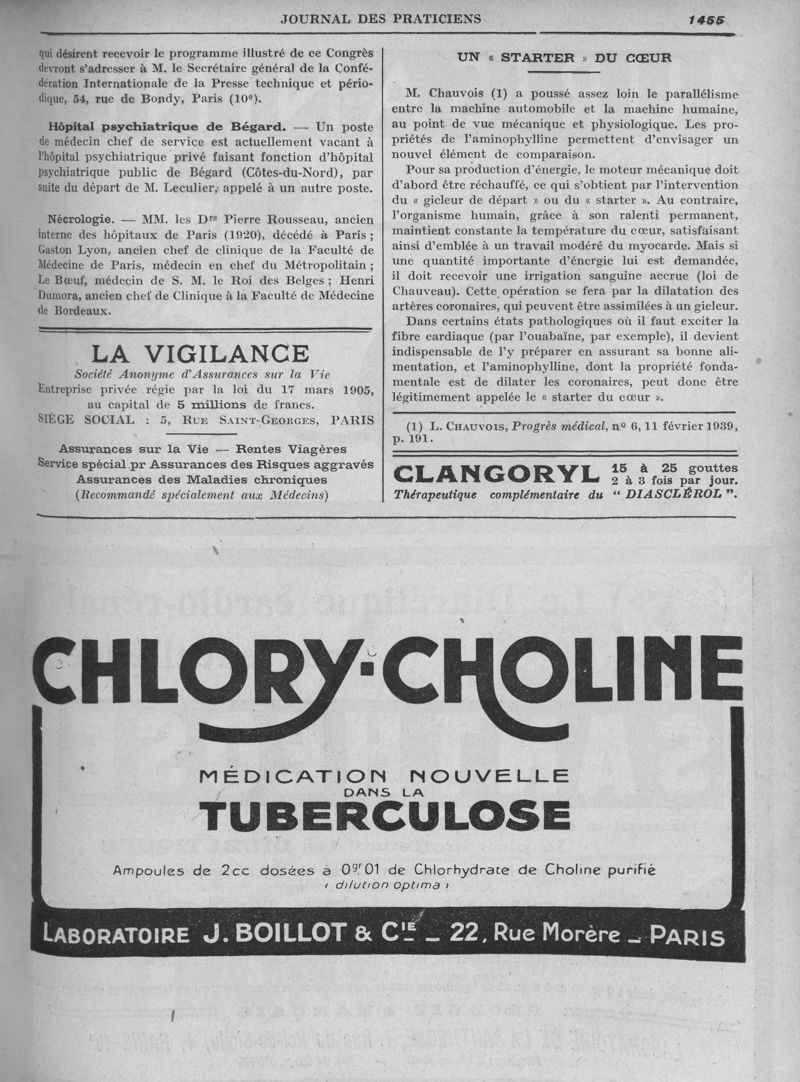 JOURNAL DES PRATICIENS 1455
qui désirent recevoir le programme illustré de ce Congrès
devront s'adresser à M. le Secrétaire général de la Confé-
dération Internationale de la Presse technique et pério-
dique, 54, rue de Bondy, Paris (10e).
Hôpital psychiatrique de Bégard. — Un poste
de médecin chef de service est actuellement vacant à
l'hôpital psychiatrique privé faisant fonction d'hôpital
psychiatrique public de Bégard (Côtes-du-Nord), par
suite du départ de M. Leculier, appelé à un autre poste.
Nécrologie. — MM. les Drs Pierre Rousseau, ancien
interne des hôpitaux de Paris (1920), décédé à Paris ;
Gaston Lyon, ancien chef de clinique de la Faculté de
Médecine de Paris, médecin en chef du Métropolitain ;
Le Bœuf, médecin de S. M. le Roi des Belges ; Henri
Dumora, ancien chef de Clinique à la Faculté de Médecine
de Bordeaux.
LA VIGILANCE
Société Anonyme d'Assurances sur la Vie
Entreprise privée régie par la loi du 17 mars 1905,
au capital de 5 millions de francs.
SIÈGE SOCIAL : 5, RUE SAINT-GEORGES, PARIS
Assurances sur la Vie — Rentes Viagères
Service spécial pr Assurances des Risques aggravés
Assurances des Maladies chroniques
(Recommandé spécialement aux Médecins)
UN « STARTER » DU CŒUR
M. Chauvois (1) a poussé assez loin le parallélisme
entre la machine automobile et la machine humaine,
au point de vue mécanique et physiologique. Les pro-
priétés de l'aminophylline permettent d'envisager un
nouvel élément de comparaison.
Pour sa production d'énergie, le moteur mécanique doit
d'abord être réchauffé, ce qui s'obtient par l'intervention
du « gicleur de départ » ou du « starter ». Au contraire,
l'organisme humain, grâce à son ralenti permanent,
maintient constante la température du cœur, satisfaisant
ainsi d'emblée à un travail modéré du myocarde. Mais si
une quantité importante d'énergie lui est demandée,
il doit recevoir une irrigation sanguine accrue (loi de
Chauveau). Cette opération se fera par la dilatation des
artères coronaires, qui peuvent être assimilées à un gicleur.
Dans certains états pathologiques où il faut exciter la
fibre cardiaque (par l'ouabaïne, par exemple), il devient
indispensable de l'y préparer en assurant sa bonne ali-
mentation, et l'aminophylline, dont la propriété fonda-
mentale est de dilater les coronaires, peut donc être
légitimement appelée le « starter du cœur ».
(1) L. CHAUVOIS, Progrès médical, nº 6, 11 février 1939,
p. 191.
CLANGORYL 15 à 25 gouttes
2 à 3 fois par jour.
Thérapeutique complémentaire du “ DIASCLÉROL ”.
CHLORY-CHOLINE
MÉDICATION NOUVELLE
DANS LA
TUBERCULOSE
Ampoules de 2cc dosées à 0gr01 de Chlorhydrate de Choline purifié
( dilution optima )
LABORATOIRE J. BOILLOT & CIE _ 22, Rue Morère _ PARIS